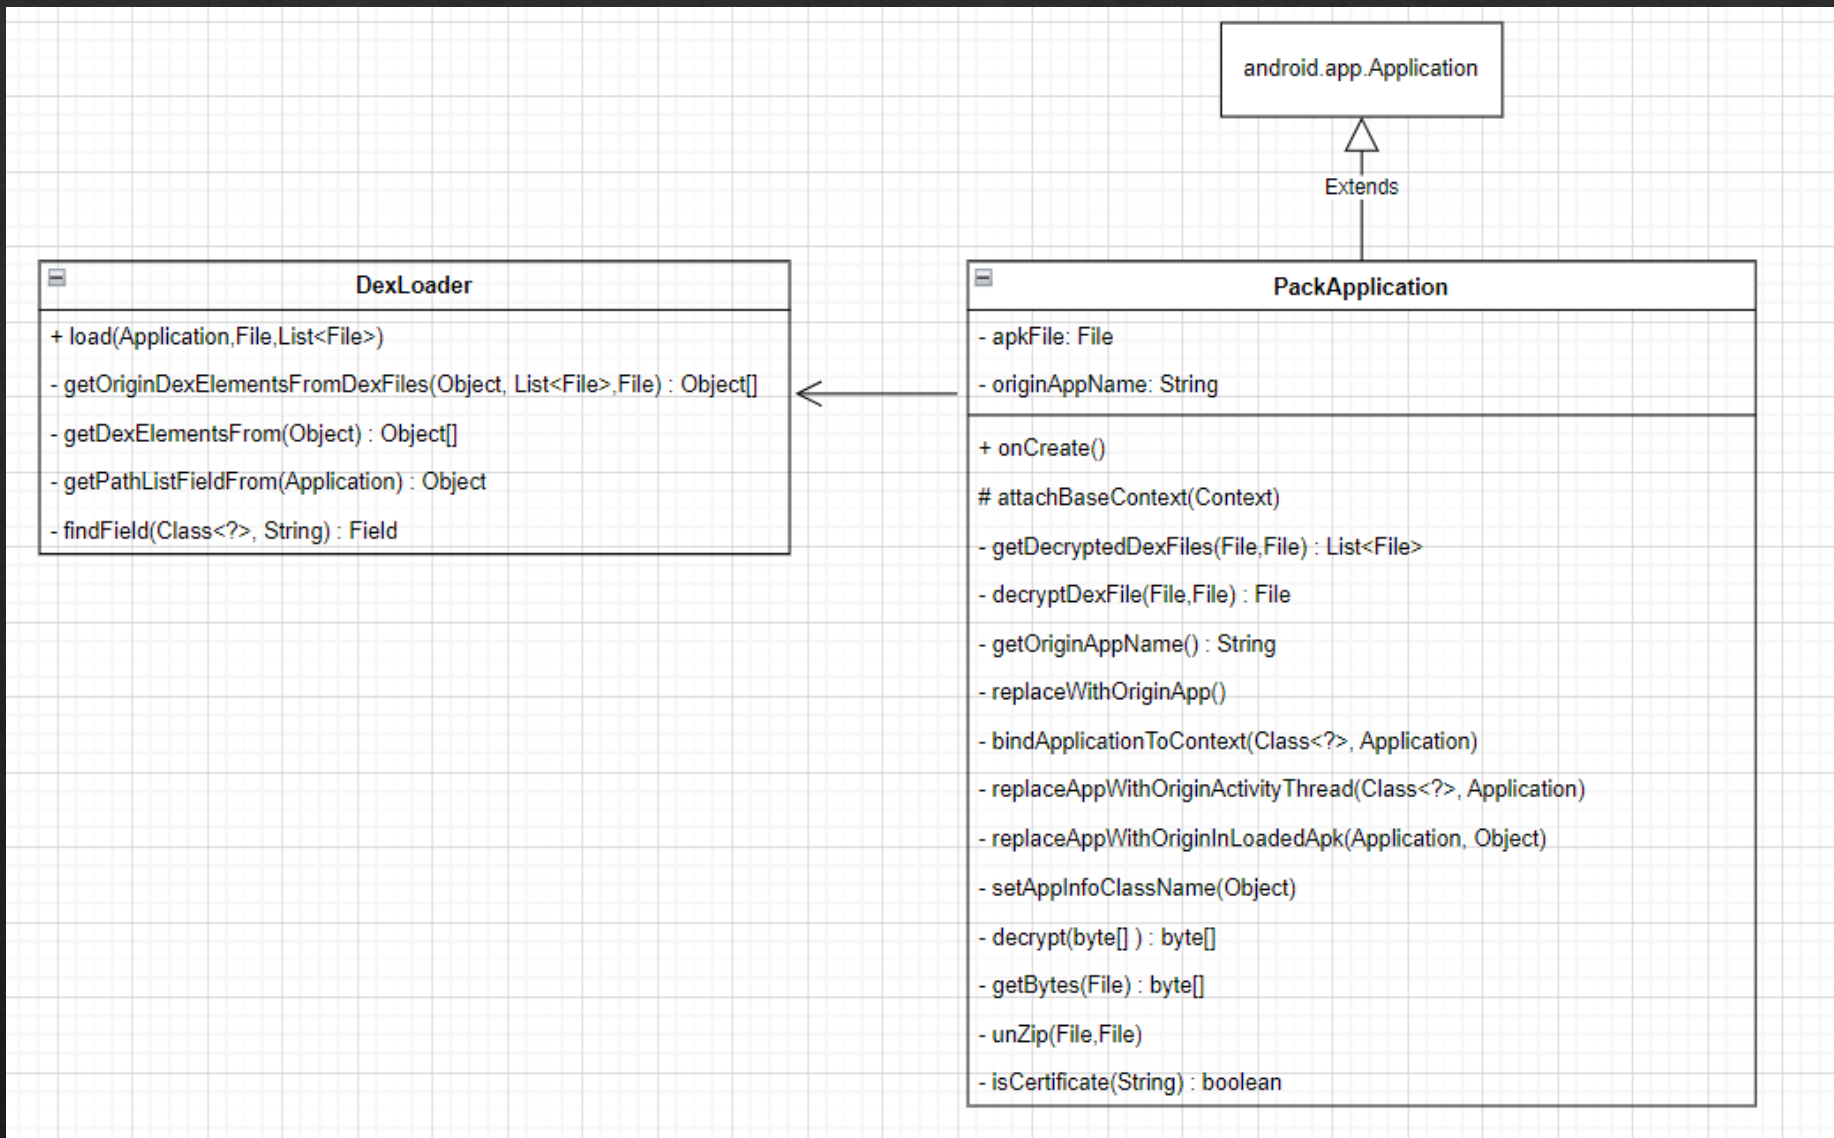 android.app.Application
Extends
DexLoader
+ load(Application,File,List<File>)
- getOriginDexElementsFromDexFiles(Object, List<File>,File) : Object[]
- getDexElementsFrom(Object) : Object[]
- getPathListFieldFrom(Application) : Object
- findField(Class<?>, String) : Field
PackApplication
- apkFile: File
- originAppName: String
+ onCreate()
# attachBaseContext(Context)
- getDecryptedDexFiles(File,File) : List<File>
- decryptDexFile(File,File) : File
- getOriginAppName() : String
- replaceWithOriginApp()
- bindApplicationToContext(Class<?>, Application)
- replaceAppWithOriginActivityThread(Class<?>, Application)
- replaceAppWithOriginInLoadedApk(Application, Object)
- setAppInfoClassName(Object)
- decrypt(byte[] ) : byte[]
- getBytes(File) : byte[]
- unZip(File,File)
- isCertificate(String) : boolean